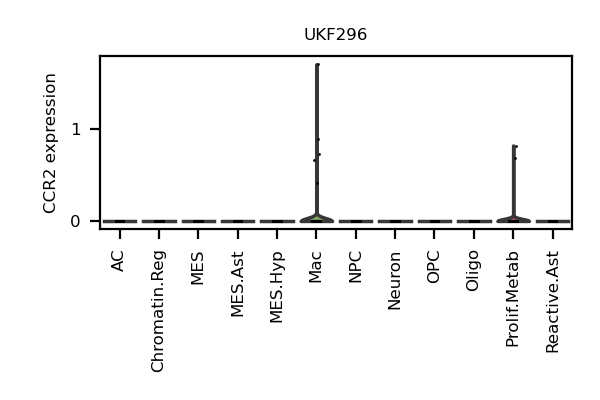 UKF296
CCR2 expression
1
0
AC
Chromatin.Reg
MES
MES.Ast
MES.Hyp
Mac
NPC
Neuron
OPC
Oligo
Prolif.Metab
Reactive.Ast